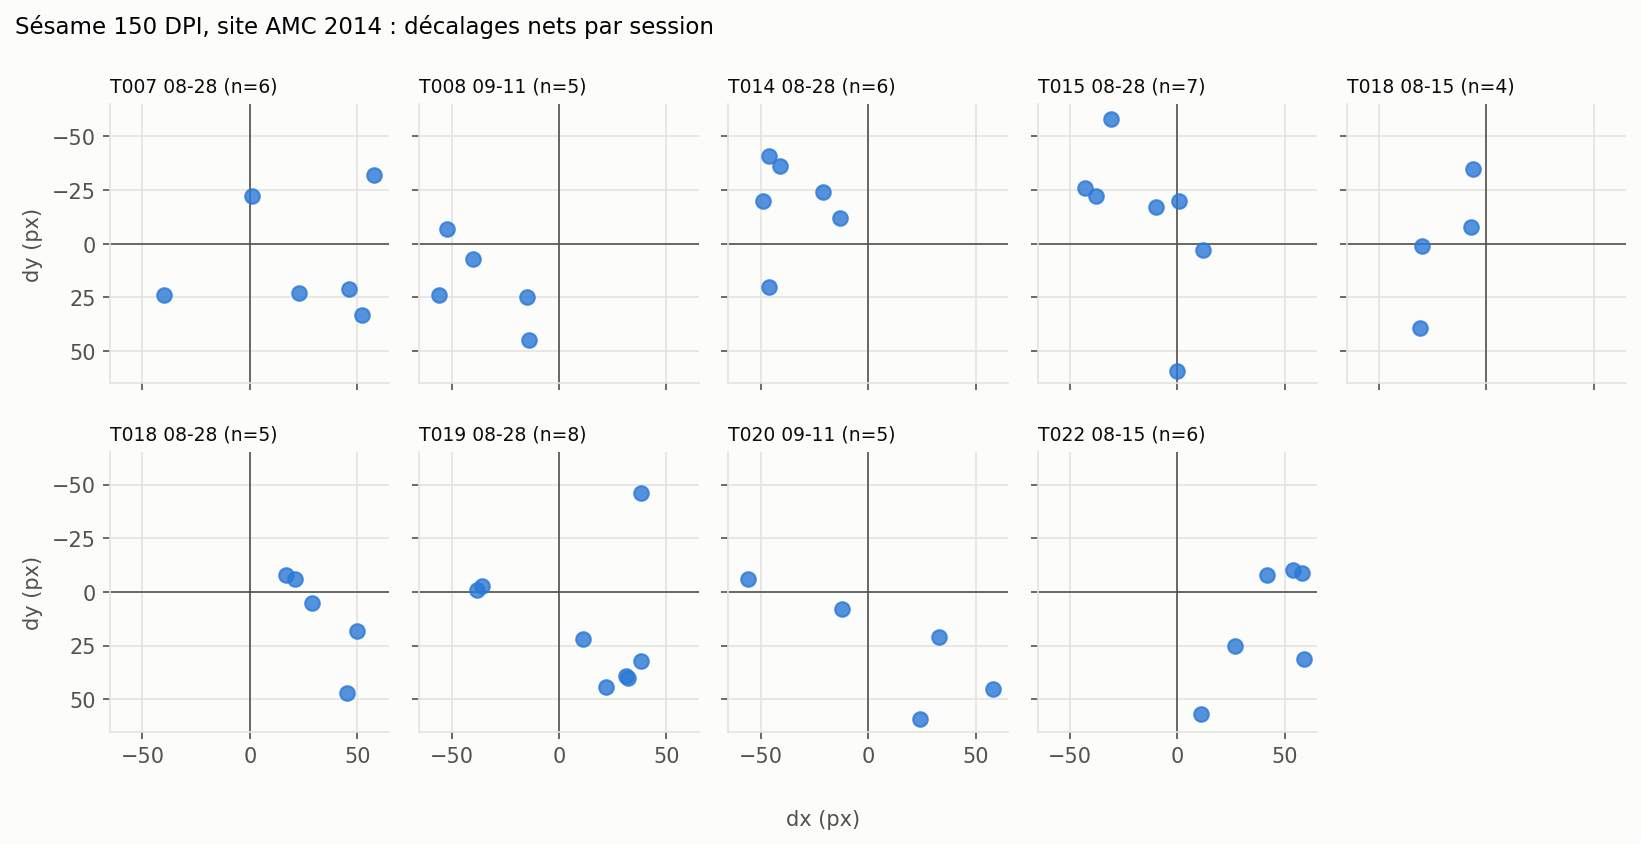 Sésame 150 DPI, site AMC 2014 : décalages nets par session
T007 08-28 (n=6)
T008 09-11 (n=5)
T014 08-28 (n=6)
T015 08-28 (n=7)
T018 08-15 (n=4)
−50
−25
0
25
50
dy (px)
T018 08-28 (n=5)
T019 08-28 (n=8)
T020 09-11 (n=5)
T022 08-15 (n=6)
−50
−25
0
25
50
dy (px)
−50 0 50
−50 0 50
−50 0 50
−50 0 50
dx (px)